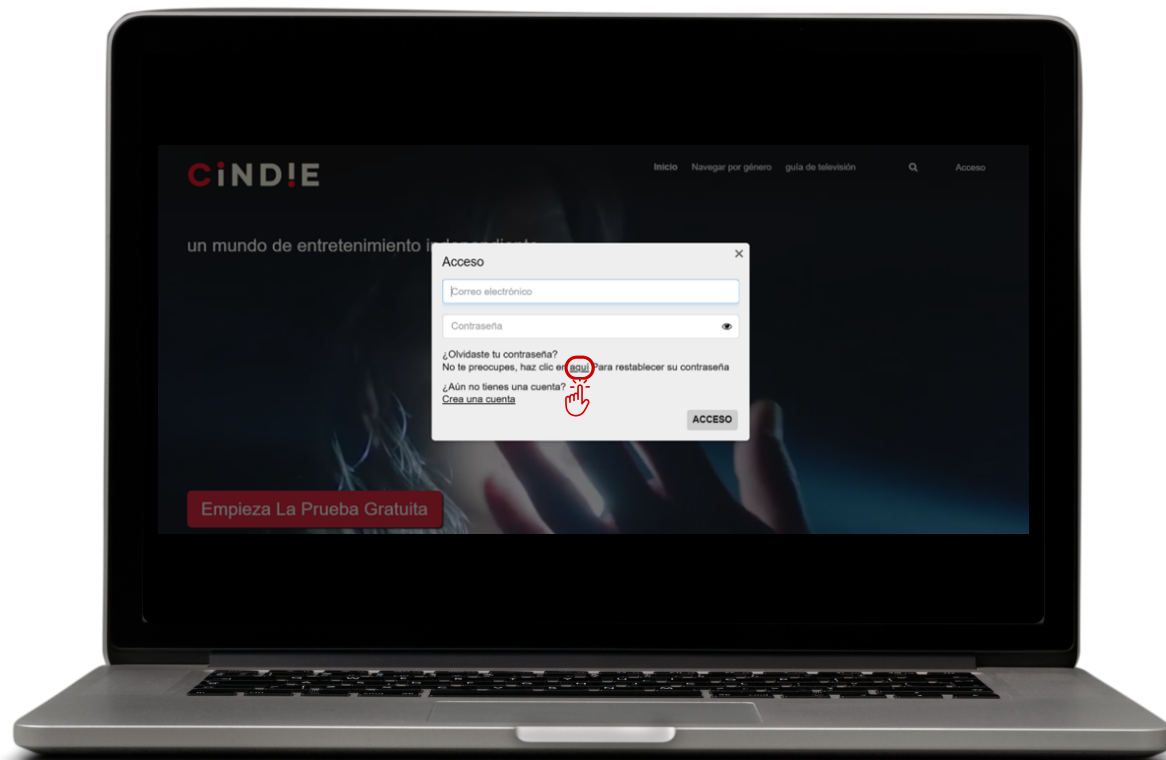 CiND!E
Inicio Navegar por género guía de televisión Acceso
un mundo de entretenimiento independiente
Acceso
×
Correo electrónico
Contraseña
¿Olvidaste tu contraseña?
No te preocupes, haz clic en aquí Para restablecer su contraseña
¿Aún no tienes una cuenta?
Crea una cuenta
ACCESO
Empieza La Prueba Gratuita